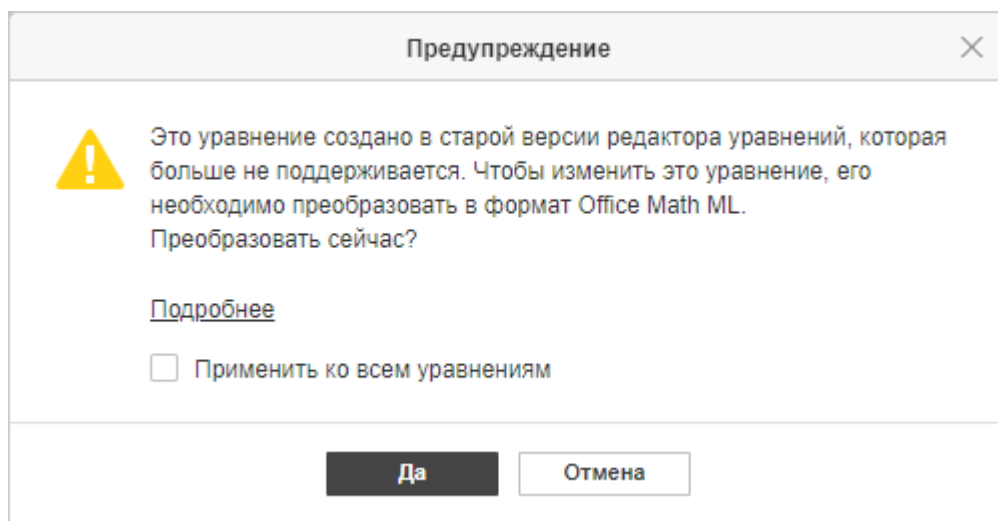 Предупреждение
Это уравнение создано в старой версии редактора уравнений, которая
больше не поддерживается. Чтобы изменить это уравнение, его
необходимо преобразовать в формат Office Math ML.
Преобразовать сейчас?
Подробнее
Применить ко всем уравнениям
Да
Отмена